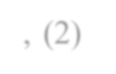 , (2)